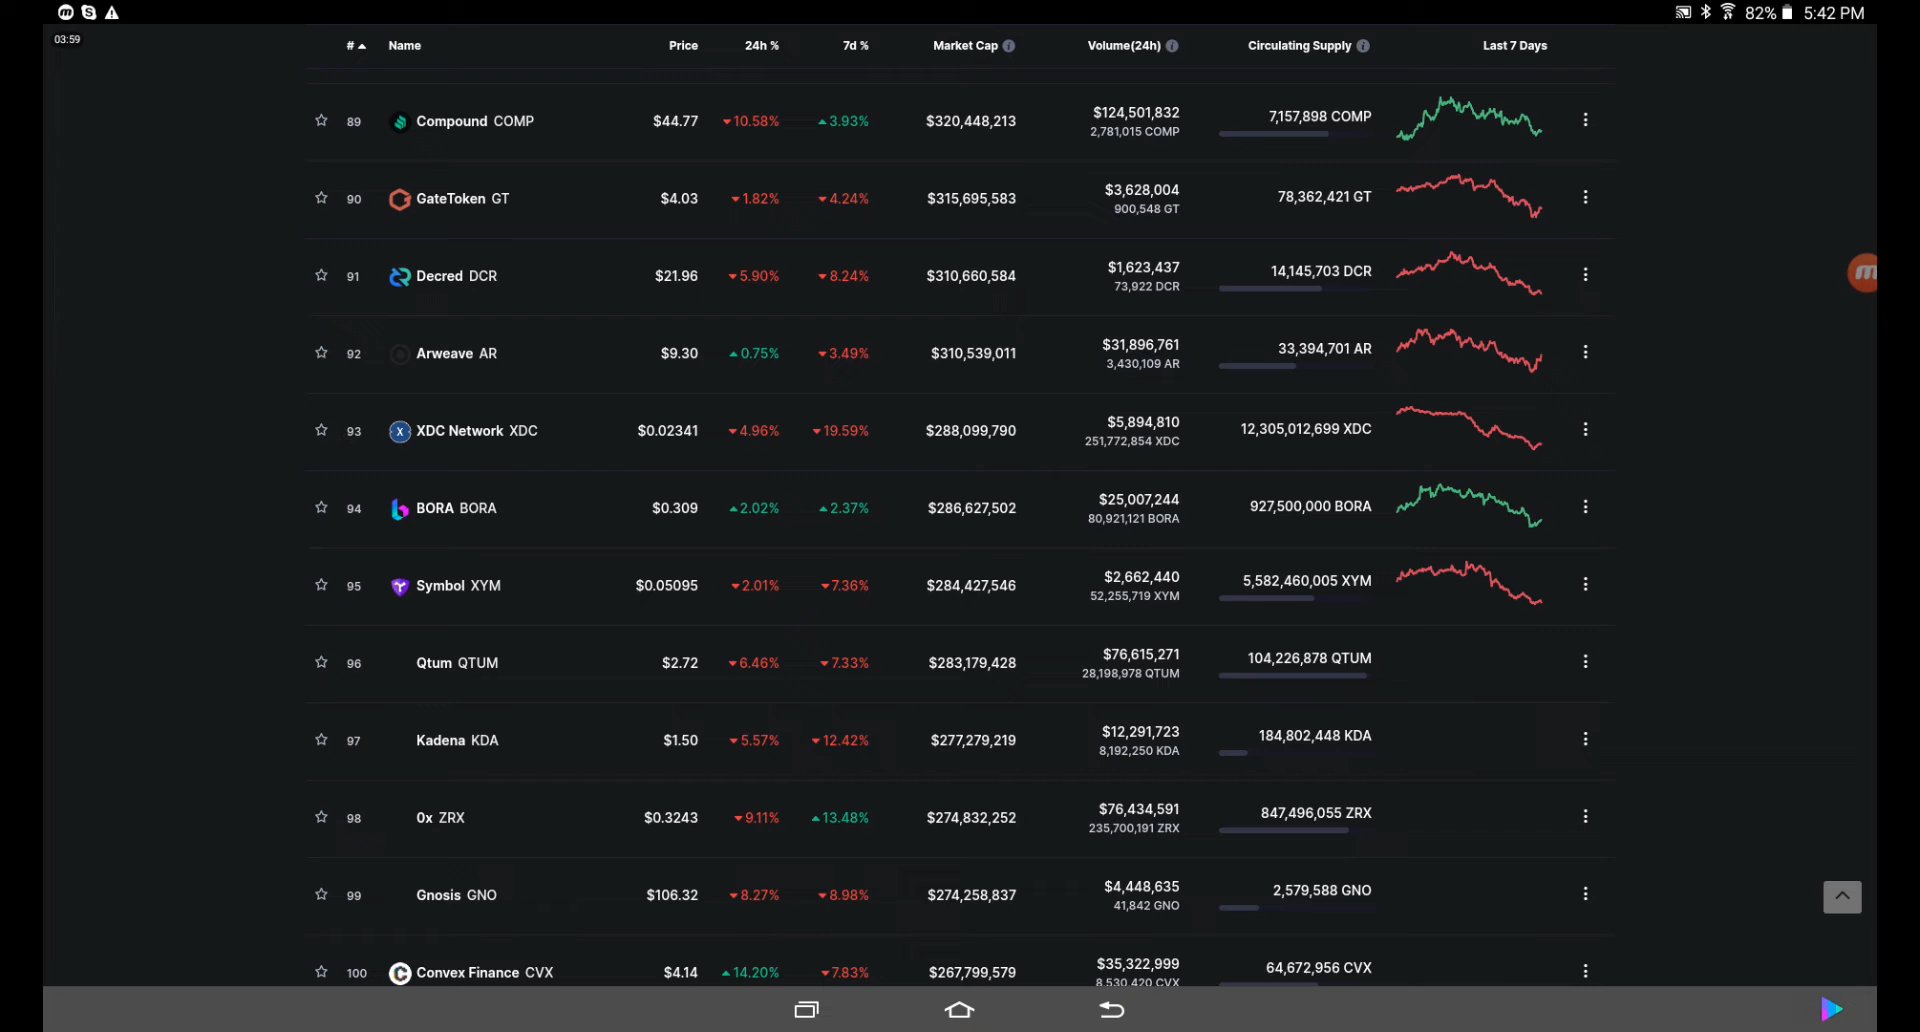 82% 5:42 PM
03:59
# Name Price 24h % 7d % Market Cap Volume(24h) Circulating Supply Last 7 Days
89 Compound COMP $44.77 10.58% 3.93% $320,448,213 $124,501,832 7,157,898 COMP
2,781,015 COMP
90 GateToken GT $4.03 1.82% 4.24% $315,695,583 $3,628,004 78,362,421 GT
900,548 GT
91 Decred DCR $21.96 5.90% 8.24% $310,660,584 $1,623,437 14,145,703 DCR
73,922 DCR
92 Arweave AR $9.30 0.75% 3.49% $310,539,011 $31,896,761 33,394,701 AR
3,430,109 AR
93 XDC Network XDC $0.02341 4.96% 19.59% $288,099,790 $5,894,810 12,305,012,699 XDC
251,772,854 XDC
94 BORA BORA $0.309 2.02% 2.37% $286,627,502 $25,007,244 927,500,000 BORA
80,921,121 BORA
95 Symbol XYM $0.05095 2.01% 7.36% $284,427,546 $2,662,440 5,582,460,005 XYM
52,255,719 XYM
96 Qtum QTUM $2.72 6.46% 7.33% $283,179,428 $76,615,271 104,226,878 QTUM
28,198,978 QTUM
97 Kadena KDA $1.50 5.57% 12.42% $277,279,219 $12,291,723 184,802,448 KDA
8,192,250 KDA
98 0x ZRX $0.3243 9.11% 13.48% $274,832,252 $76,434,591 847,496,055 ZRX
235,700,191 ZRX
99 Gnosis GNO $106.32 8.27% 8.98% $274,258,837 $4,448,635 2,579,588 GNO
41,842 GNO
100 Convex Finance CVX $4.14 14.20% 7.83% $267,799,579 $35,322,999 64,672,956 CVX
8,530,420 CVX